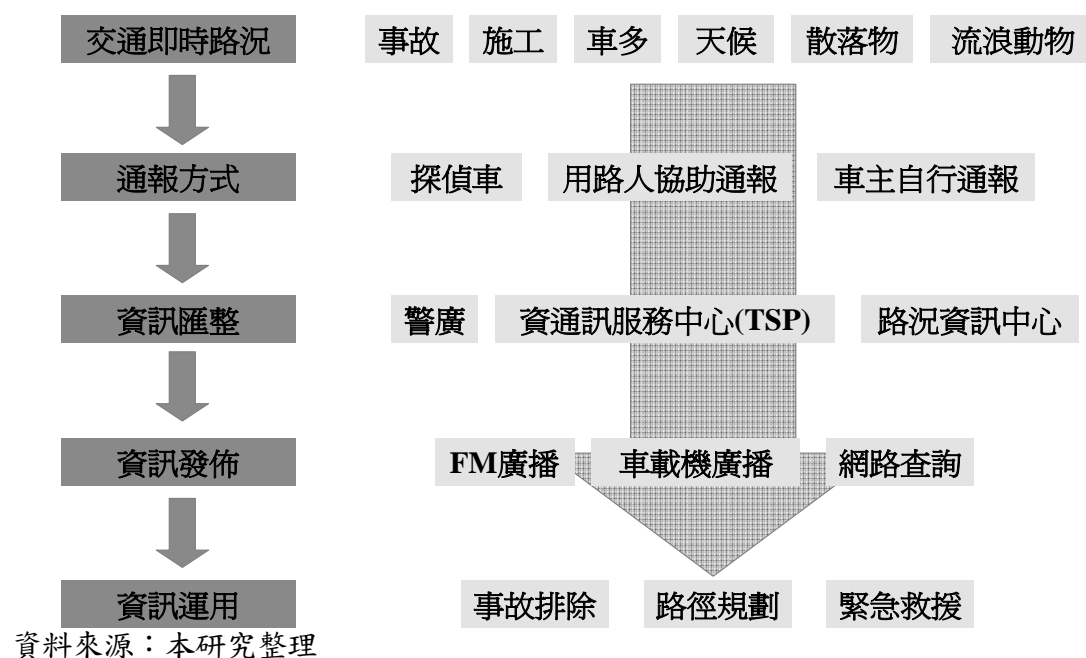 交通即時路況 事故 施工 車多 天候 散落物 流浪動物
通報方式 探偵車 用路人協助通報 車主自行通報
資訊匯整 警廣 資通訊服務中心(TSP) 路況資訊中心
資訊發佈 FM廣播 車載機廣播 網路查詢
資訊運用 事故排除 路徑規劃 緊急救援
資料來源：本研究整理